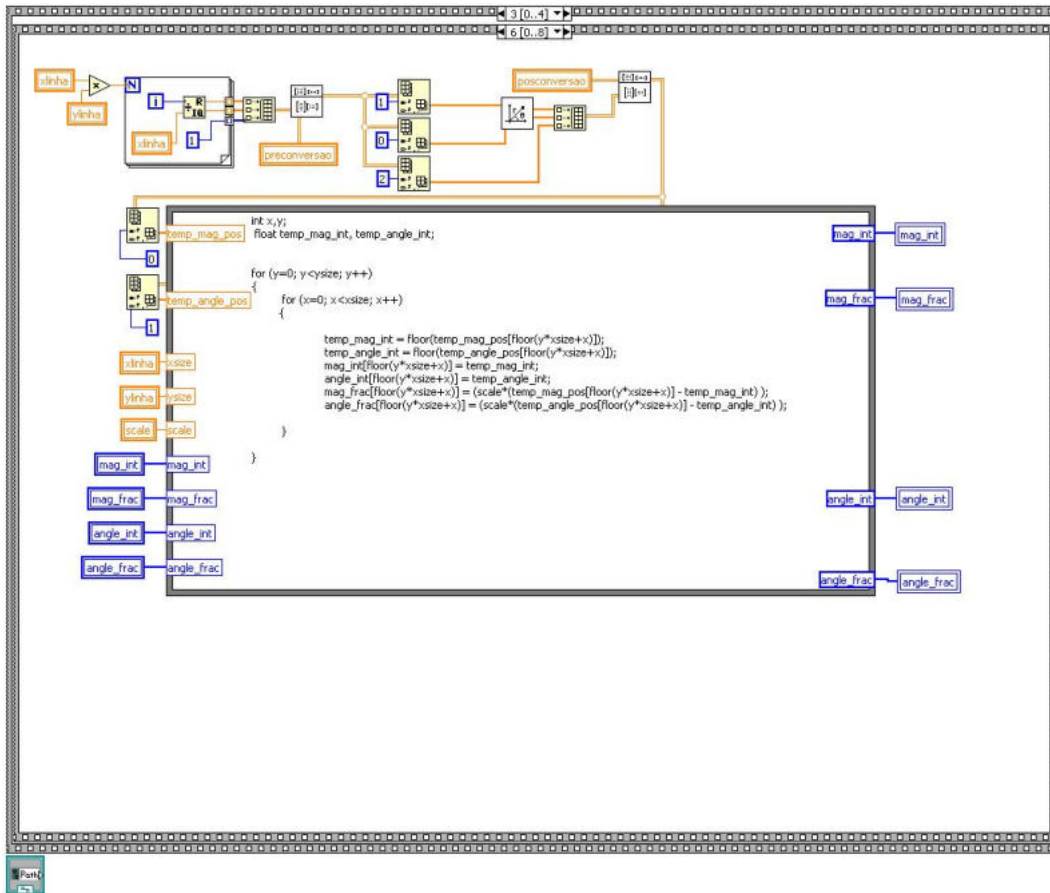 3 [0..4]
6 [0..8]
xlinha
ylinha
N
i
R
IQ
xlinha
1
preconversao
1
0
2
posconversao
0
1
temp_mag_pos
temp_angle_pos
xlinha xsize
ylinha ysize
scale scale
mag_int mag_int
mag_frac mag_frac
angle_int angle_int
angle_frac angle_frac
int x,y;
float temp_mag_int, temp_angle_int;
for (y=0; y<ysize; y++)
{
for (x=0; x<xsize; x++)
{
temp_mag_int = floor(temp_mag_pos[floor(y*xsize+x)]);
temp_angle_int = floor(temp_angle_pos[floor(y*xsize+x)]);
mag_int[floor(y*xsize+x)] = temp_mag_int;
angle_int[floor(y*xsize+x)] = temp_angle_int;
mag_frac[floor(y*xsize+x)] = (scale*(temp_mag_pos[floor(y*xsize+x)] - temp_mag_int) );
angle_frac[floor(y*xsize+x)] = (scale*(temp_angle_pos[floor(y*xsize+x)] - temp_angle_int) );
}
}
mag_int mag_int
mag_frac mag_frac
angle_int angle_int
angle_frac angle_frac
Path